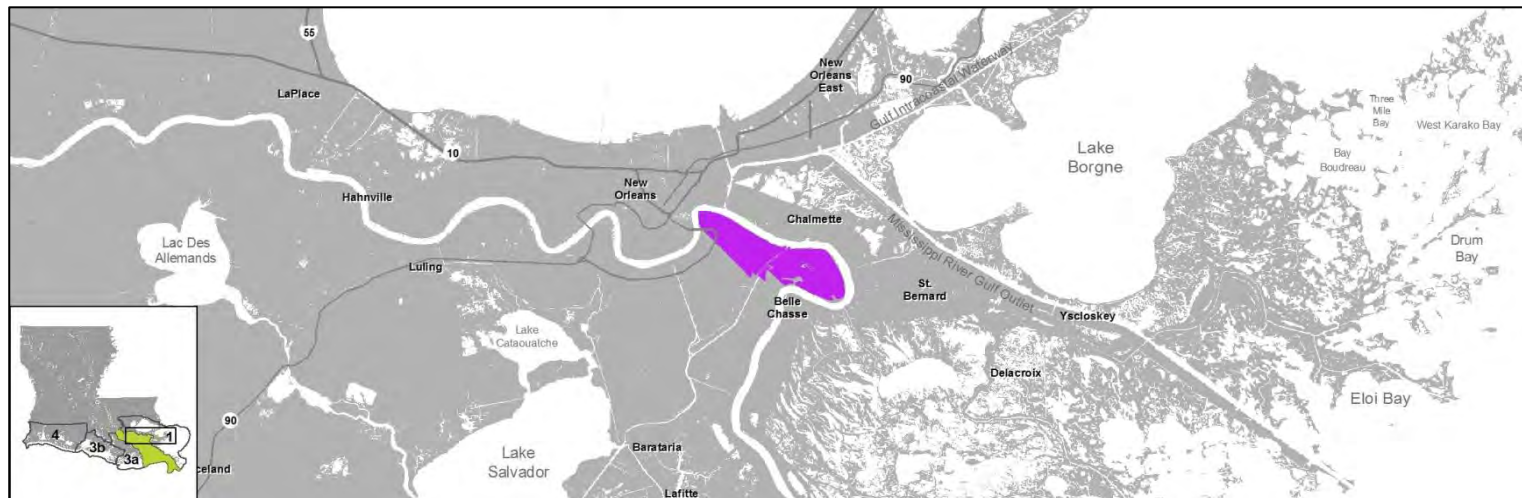 55
LaPlace
10
Hahnville
Lac Des
Allemands
Luling
90
New
Orleans
New
Orleans
East
90
Gulf Intracoastal Waterway
Chalmette
Mississippi River Gulf Outlet
Lake
Borgne
Three
Mile
Bay
West Karako Bay
Bay
Boudreau
Drum
Bay
St.
Bernard
Yscloskey
Belle
Chasse
Delacroix
Eloi Bay
Lake
Cataouatche
Lake
Salvador
Barataria
Lafitte
4
3b
3a
1
celand